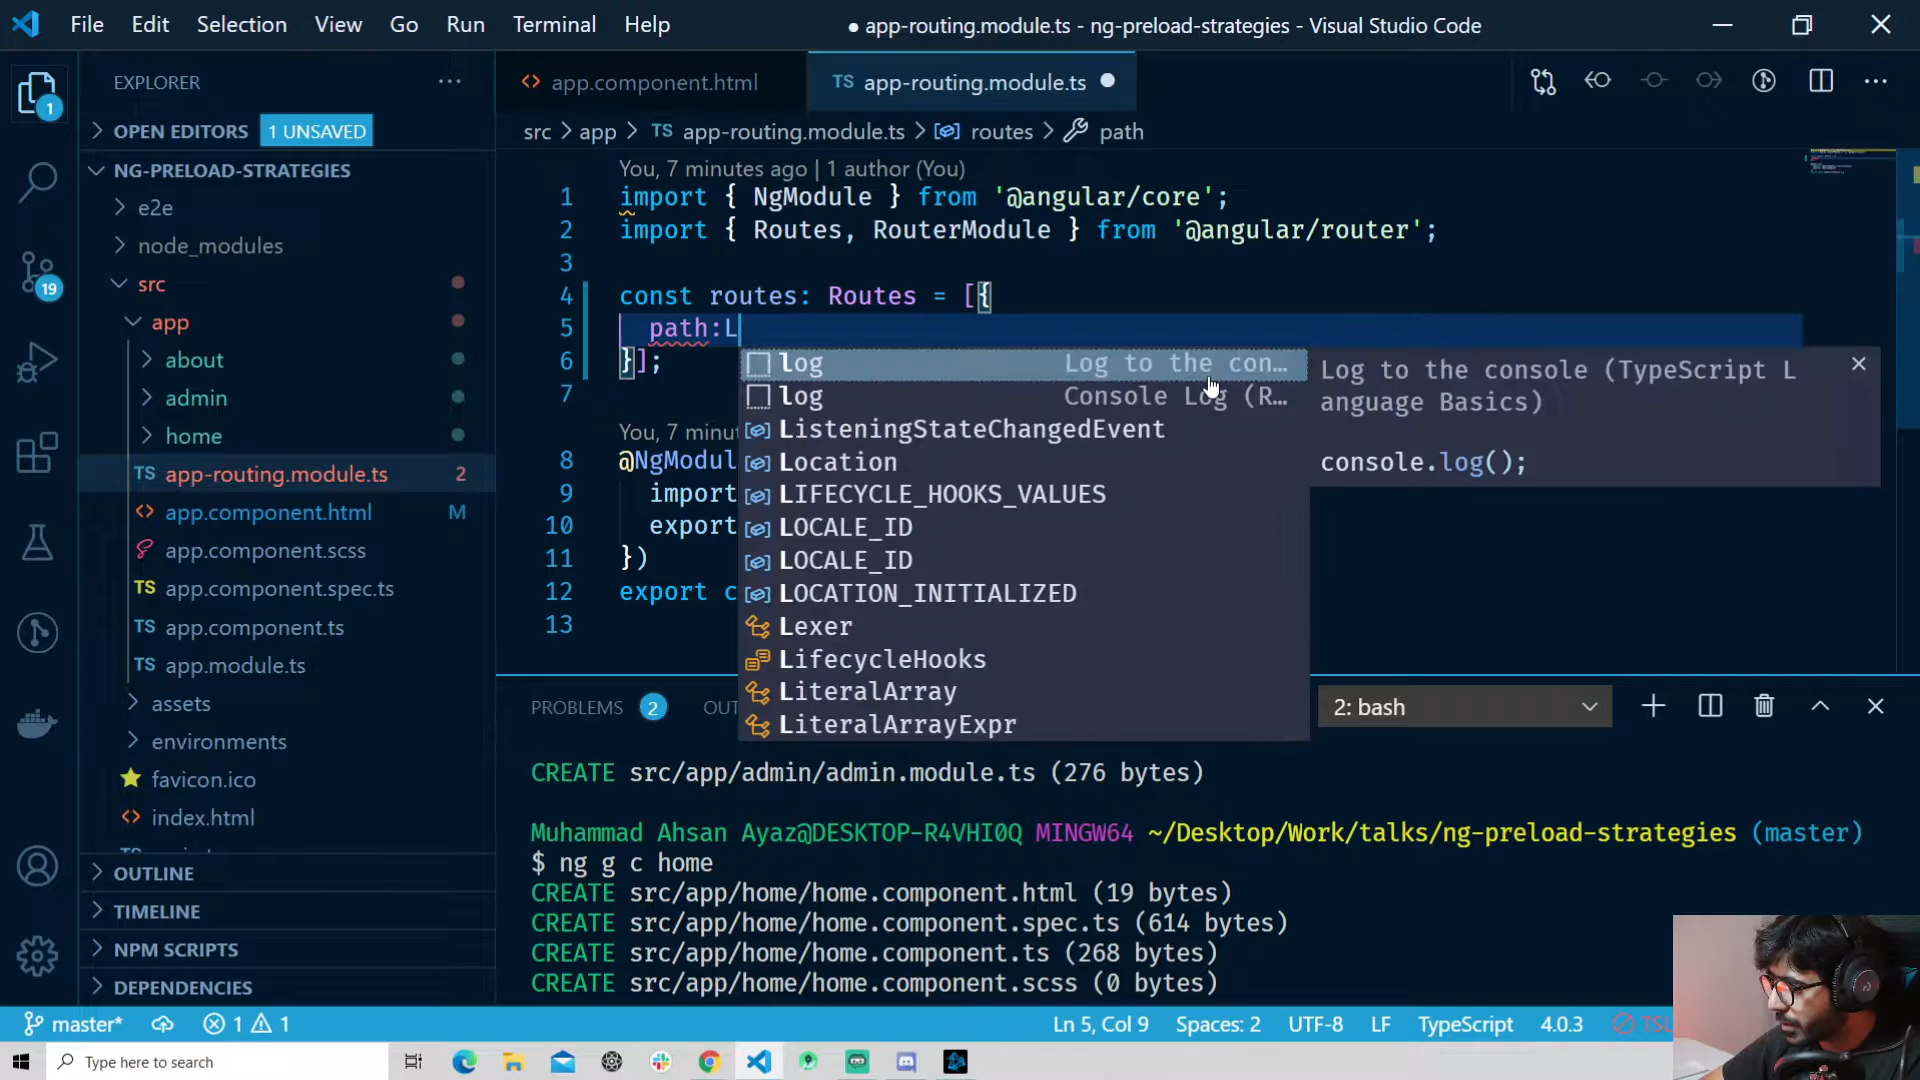 File Edit Selection View Go Run Terminal Help
● app-routing.module.ts - ng-preload-strategies - Visual Studio Code
EXPLORER
1
OPEN EDITORS 1 UNSAVED
NG-PRELOAD-STRATEGIES
e2e
node_modules
src
app
about
admin
home
TS app-routing.module.ts 2
app.component.html M
app.component.scss
TS app.component.spec.ts
TS app.component.ts
TS app.module.ts
assets
environments
favicon.ico
index.html
OUTLINE
TIMELINE
NPM SCRIPTS
DEPENDENCIES
19
app.component.html
TS app-routing.module.ts
src > app > TS app-routing.module.ts > routes > path
You, 7 minutes ago | 1 author (You)
1 import { NgModule } from '@angular/core';
2 import { Routes, RouterModule } from '@angular/router';
3
4 const routes: Routes = [{
5 path:L
6 }];
7
You, 7 minut
8 @NgModul
9 import
10 export
11 })
12 export c
13
log Log to the con…
log Console Log (R…
ListeningStateChangedEvent
Location
LIFECYCLE_HOOKS_VALUES
LOCALE_ID
LOCALE_ID
LOCATION_INITIALIZED
Lexer
LifecycleHooks
LiteralArray
LiteralArrayExpr
Log to the console (TypeScript L
anguage Basics)
console.log();
PROBLEMS 2 OU 2: bash
CREATE src/app/admin/admin.module.ts (276 bytes)
Muhammad Ahsan Ayaz@DESKTOP-R4VHI0Q MINGW64 ~/Desktop/Work/talks/ng-preload-strategies (master)
$ ng g c home
CREATE src/app/home/home.component.html (19 bytes)
CREATE src/app/home/home.component.spec.ts (614 bytes)
CREATE src/app/home/home.component.ts (268 bytes)
CREATE src/app/home/home.component.scss (0 bytes)
master* 1 1 Ln 5, Col 9 Spaces: 2 UTF-8 LF TypeScript 4.0.3
Type here to search